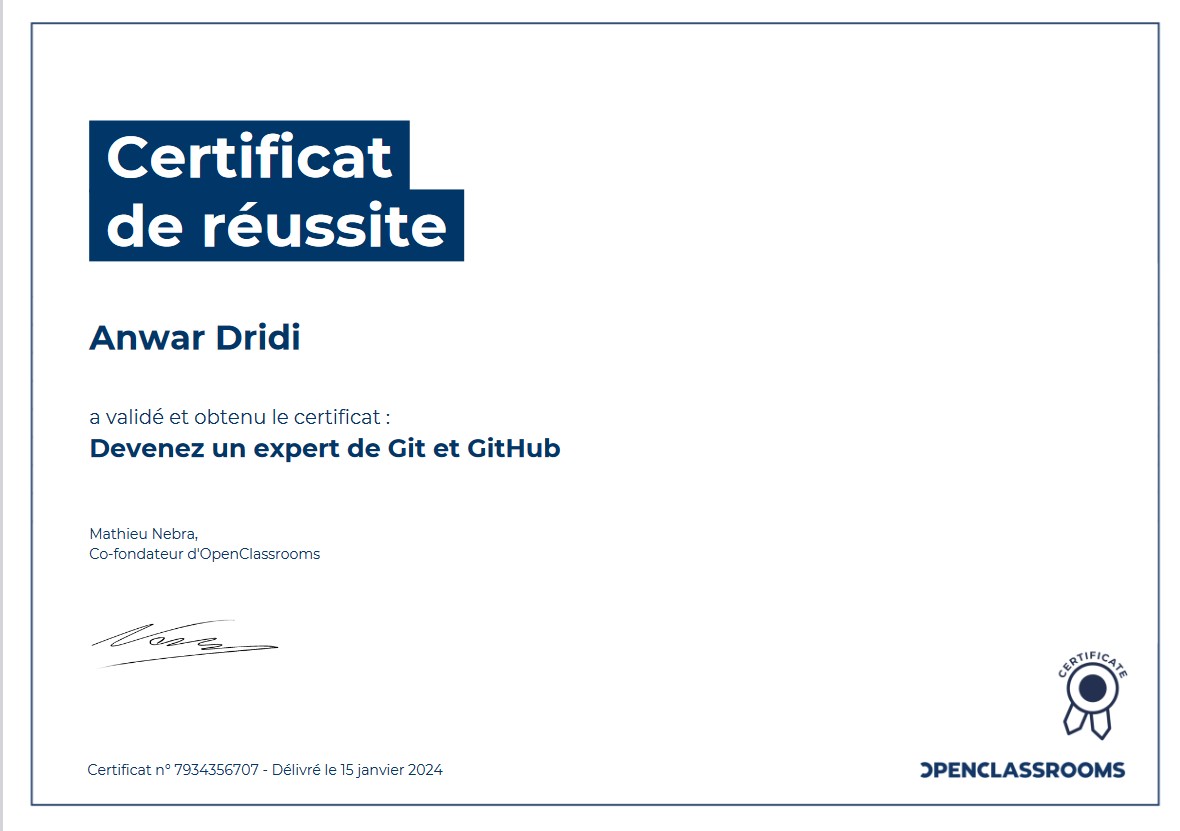 Certificat
de réussite
Anwar Dridi
a validé et obtenu le certificat :
Devenez un expert de Git et GitHub
Mathieu Nebra,
Co-fondateur d'OpenClassrooms
CERTIFICATE
Certificat n° 7934356707 - Délivré le 15 janvier 2024
OPENCLASSROOMS